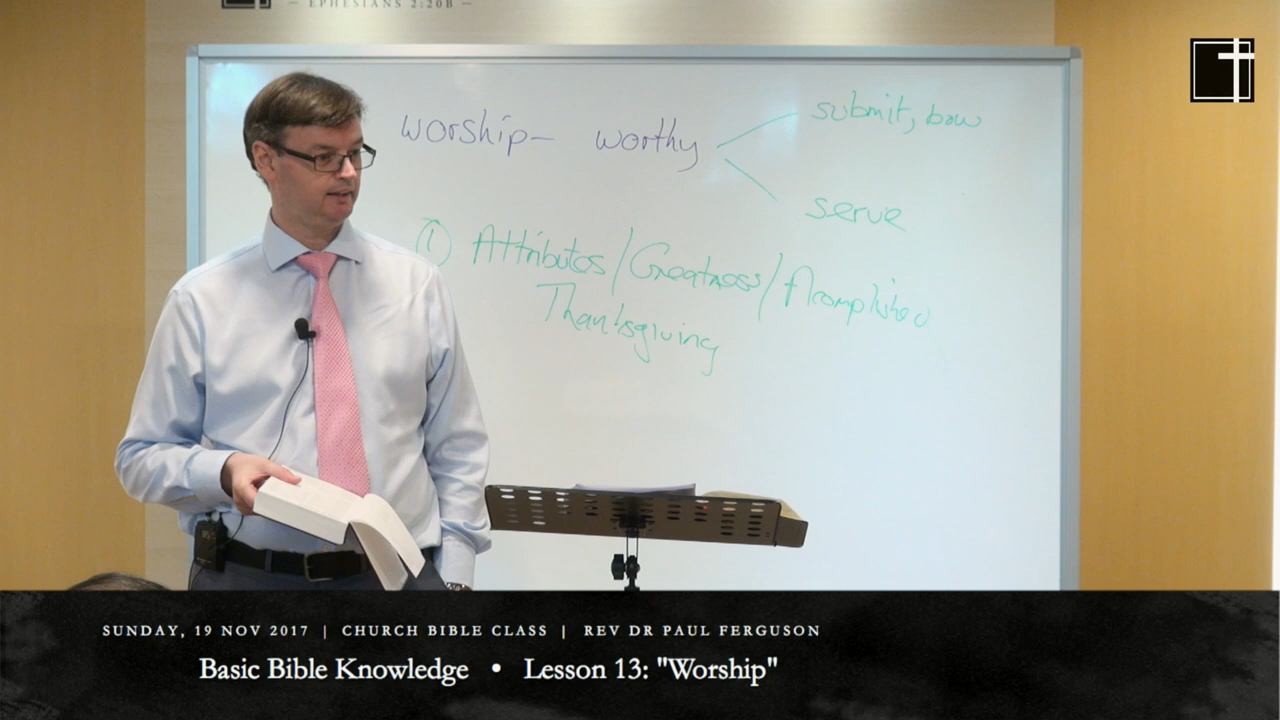 — EPHESIANS 2:20B —
worship— worthy
submit, bow
serve
① Attributes/Greatness/Acomplished
Thanksgiving
SUNDAY, 19 NOV 2017 | CHURCH BIBLE CLASS | REV DR PAUL FERGUSON
Basic Bible Knowledge • Lesson 13: "Worship"